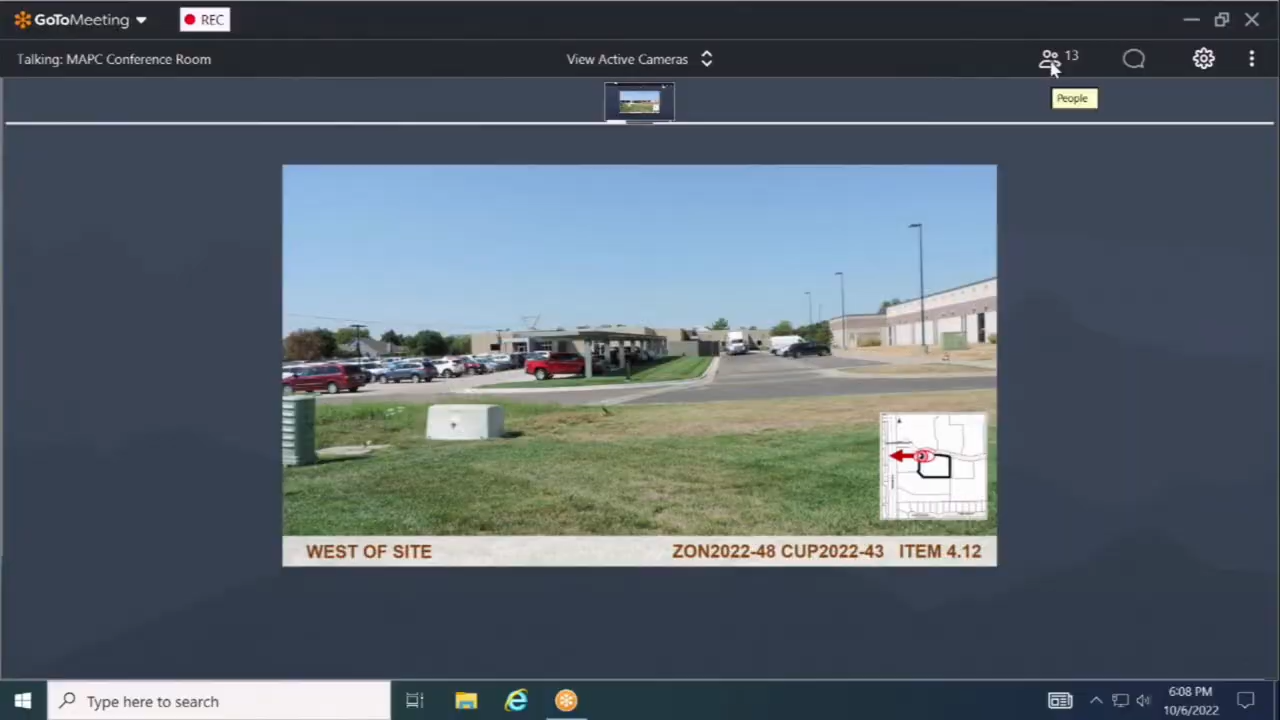 GoToMeeting
REC
Talking: MAPC Conference Room
View Active Cameras
13
People
WEST OF SITE
ZON2022-48 CUP2022-43 ITEM 4.12
Type here to search
6:08 PM
10/6/2022